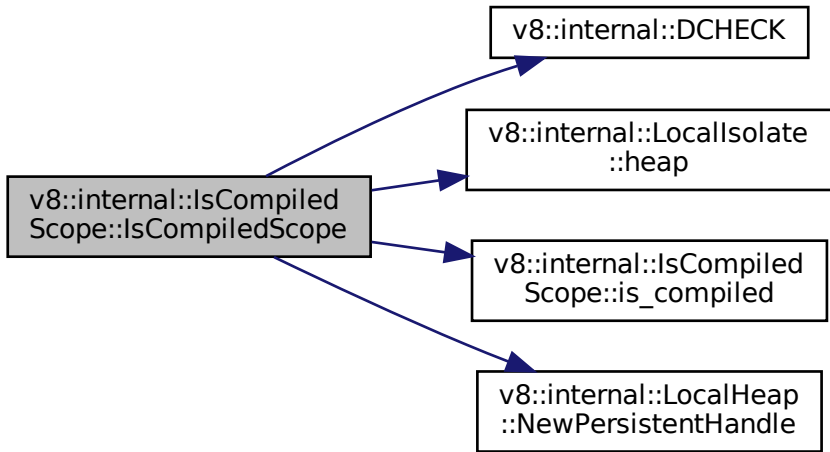 v8::internal::DCHECK
v8::internal::LocalIsolate
::heap
v8::internal::IsCompiled
Scope::IsCompiledScope
v8::internal::IsCompiled
Scope::is_compiled
v8::internal::LocalHeap
::NewPersistentHandle